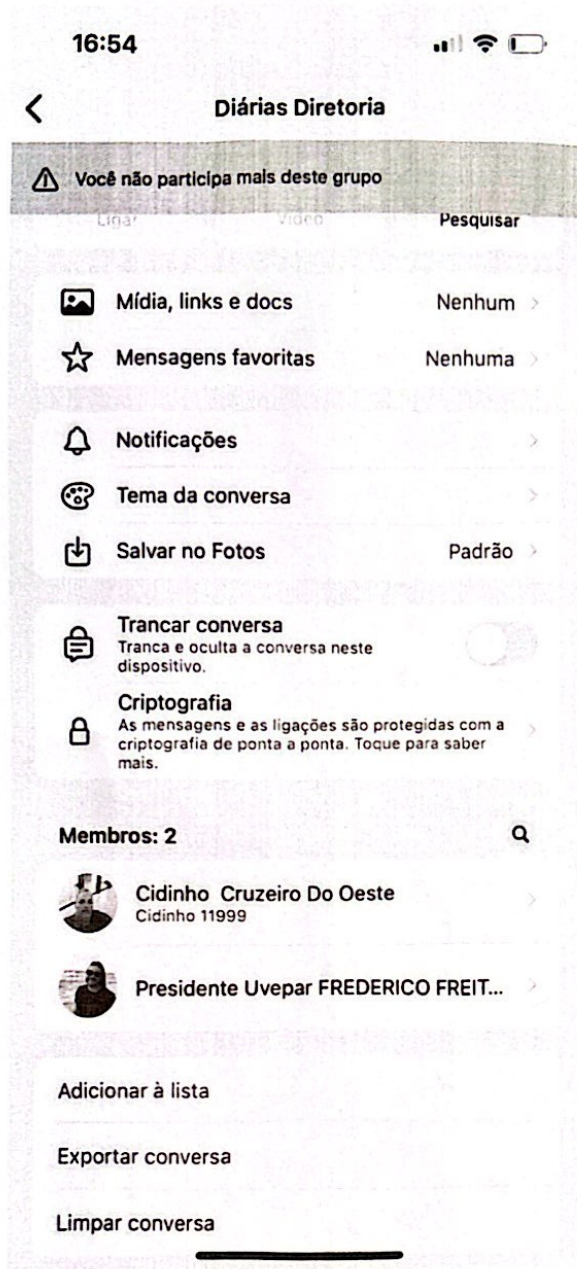 16:54
Diárias Diretoria
Você não participa mais deste grupo
Ligar Vídeo Pesquisar
Mídia, links e docs Nenhum
Mensagens favoritas Nenhuma
Notificações
Tema da conversa
Salvar no Fotos Padrão
Trancar conversa
Tranca e oculta a conversa neste
dispositivo.
Criptografia
As mensagens e as ligações são protegidas com a
criptografia de ponta a ponta. Toque para saber
mais.
Membros: 2
Cidinho Cruzeiro Do Oeste
Cidinho 11999
Presidente Uvepar FREDERICO FREIT...
Adicionar à lista
Exportar conversa
Limpar conversa